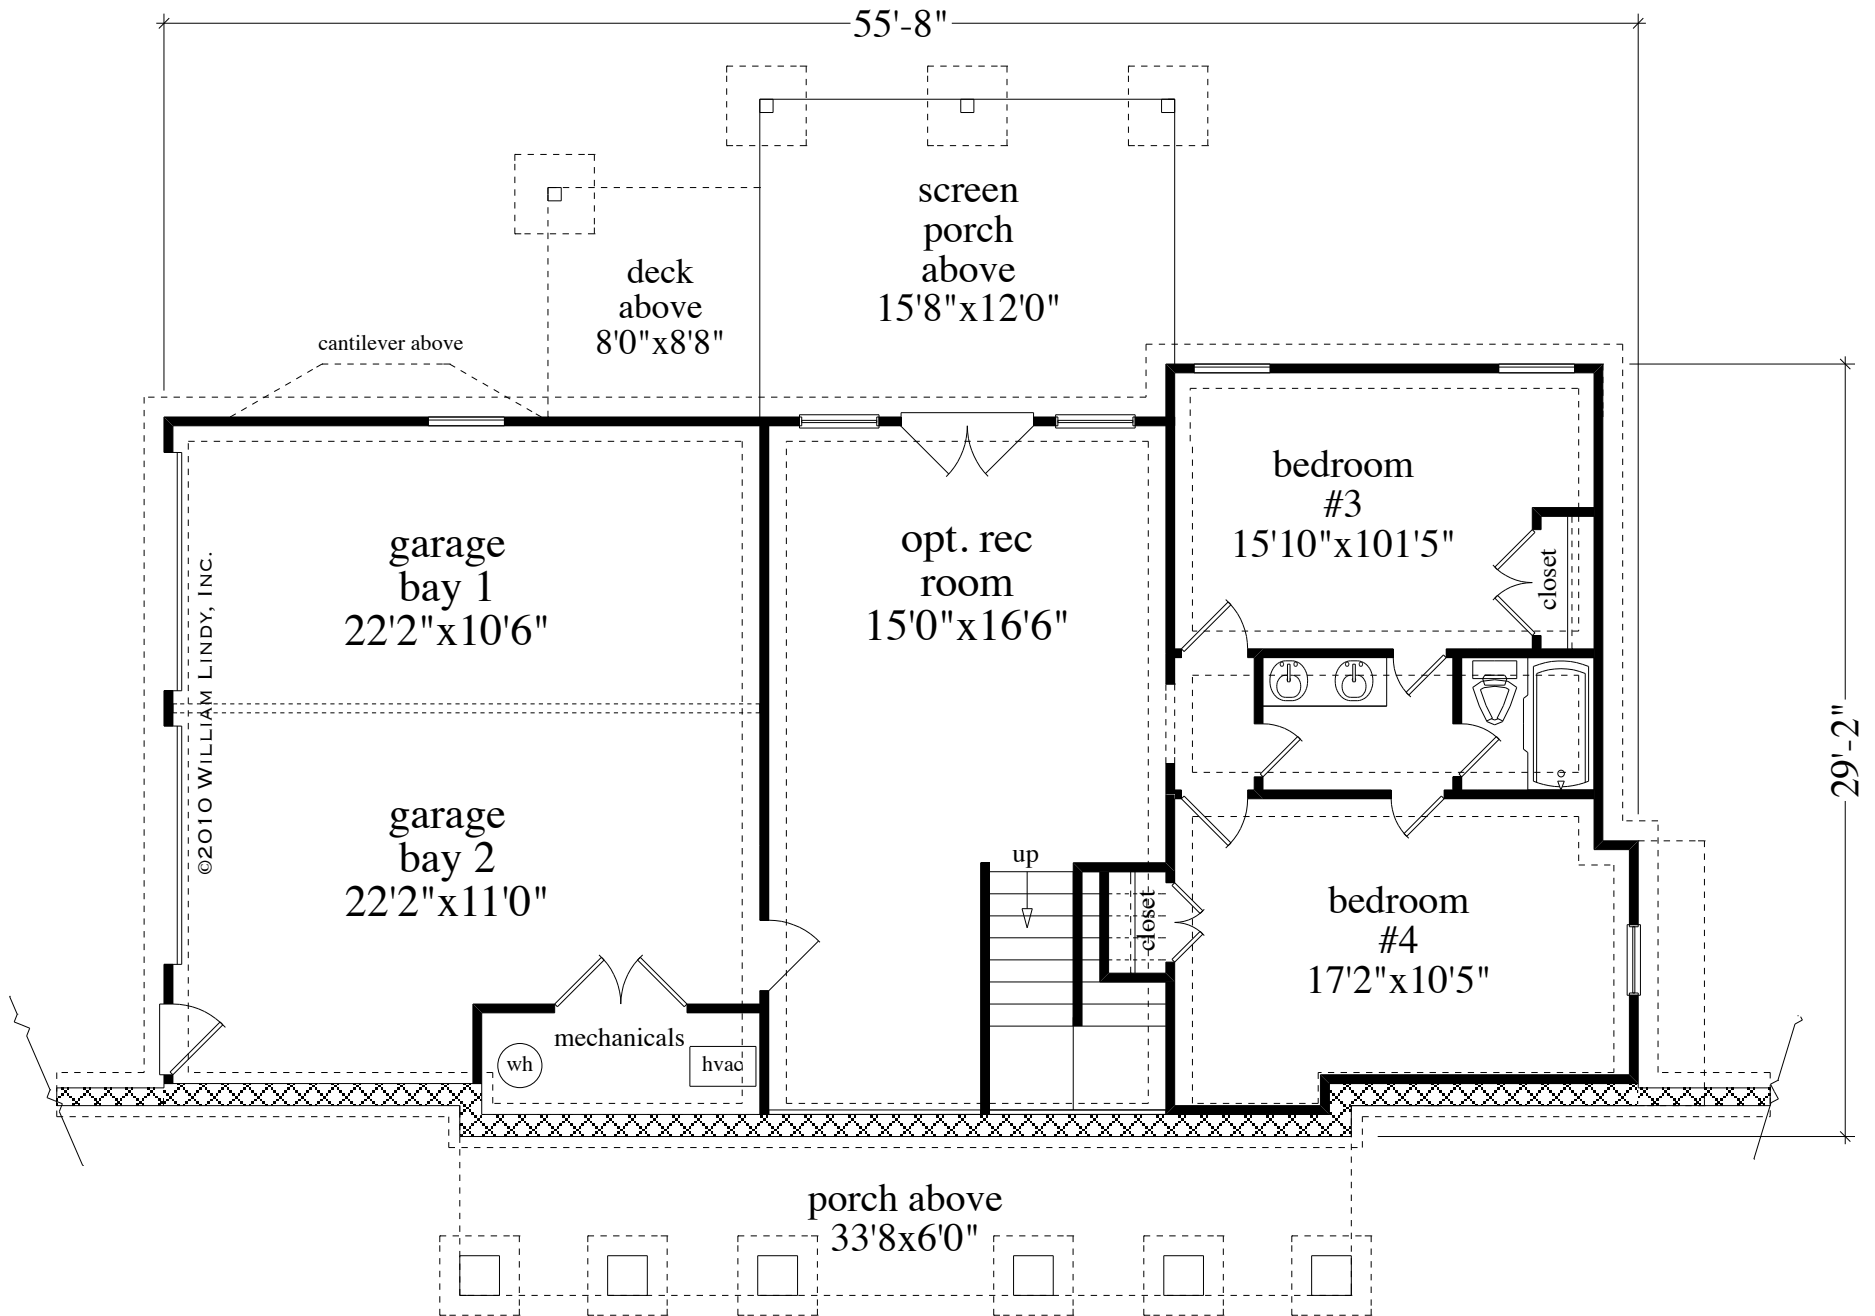 55'-8"
screen
porch
above
15'8"x12'0"
deck
above
8'0"x8'8"
cantilever above
bedroom
#3
15'10"x101'5"
closet
garage
bay 1
22'2"x10'6"
opt. rec
room
15'0"x16'6"
©2010 WILLIAM LINDY, INC.
29'-2"
garage
bay 2
22'2"x11'0"
up
closet
bedroom
#4
17'2"x10'5"
mechanicals
wh
hvac
porch above
33'8x6'0"